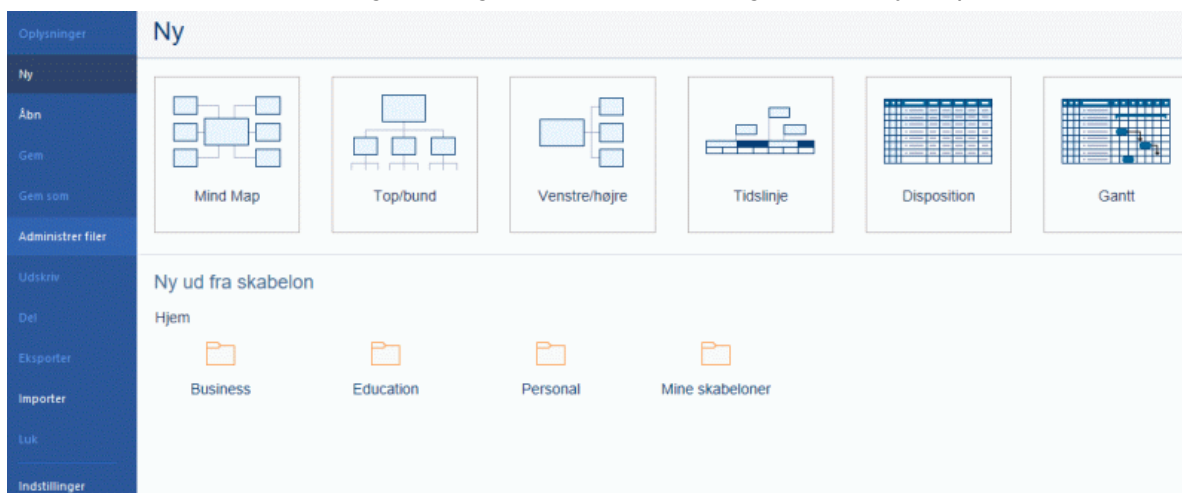 Oplysninger
Ny
Åbn
Gem
Gem som
Administrer filer
Udskriv
Del
Eksporter
Importer
Luk
Indstillinger
Ny
Mind Map
Top/bund
Venstre/højre
Tidslinje
Disposition
Gantt
Ny ud fra skabelon
Hjem
Business
Education
Personal
Mine skabeloner